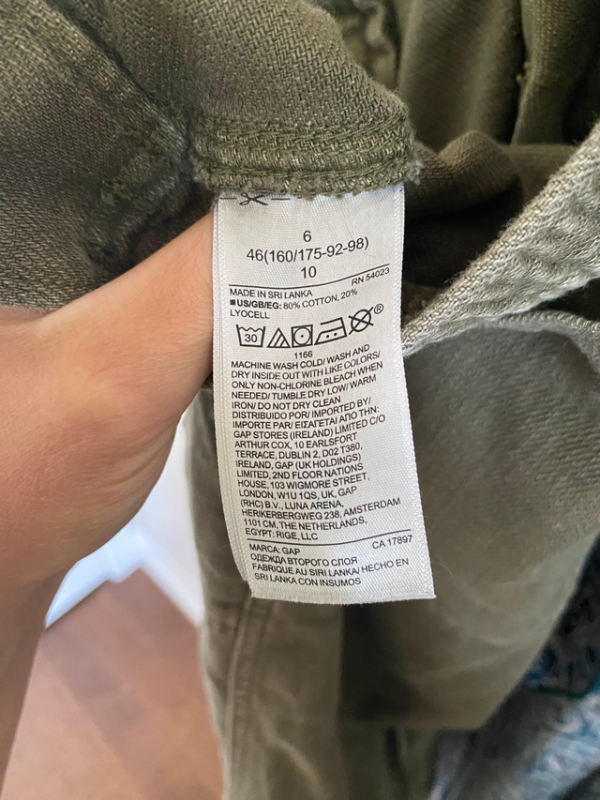 6
46(160/175-92-98)
10
RN 54023
MADE IN SRI LANKA
■US/GB/EG: 80% COTTON, 20%
LYOCELL
30
®
1166
MACHINE WASH COLD/ WASH AND
DRY INSIDE OUT WITH LIKE COLORS/
ONLY NON-CHLORINE BLEACH WHEN
NEEDED/ TUMBLE DRY LOW/ WARM
IRON/ DO NOT DRY CLEAN
DISTRIBUIDO POR/ IMPORTED BY/
IMPORTE PAR/ ΕΙΣΑΓΕΤΑΙ ΑΠΟ ΤΗΝ:
GAP STORES (IRELAND) LIMITED C/O
ARTHUR COX, 10 EARLSFORT
TERRACE, DUBLIN 2, D02 T380,
IRELAND, GAP (UK HOLDINGS)
LIMITED, 2ND FLOOR NATIONS
HOUSE, 103 WIGMORE STREET,
LONDON, W1U 1QS, UK, GAP
(RHC) B.V., LUNA ARENA,
HERIKERBERGWEG 238, AMSTERDAM
1101 CM, THE NETHERLANDS,
EGYPT: RIGE, LLC
MARCA: GAP CA 17897
ОДЕЖДА ВТОРОГО СЛОЯ
FABRIQUE AU SIRI LANKA/ HECHO EN
SRI LANKA CON INSUMOS